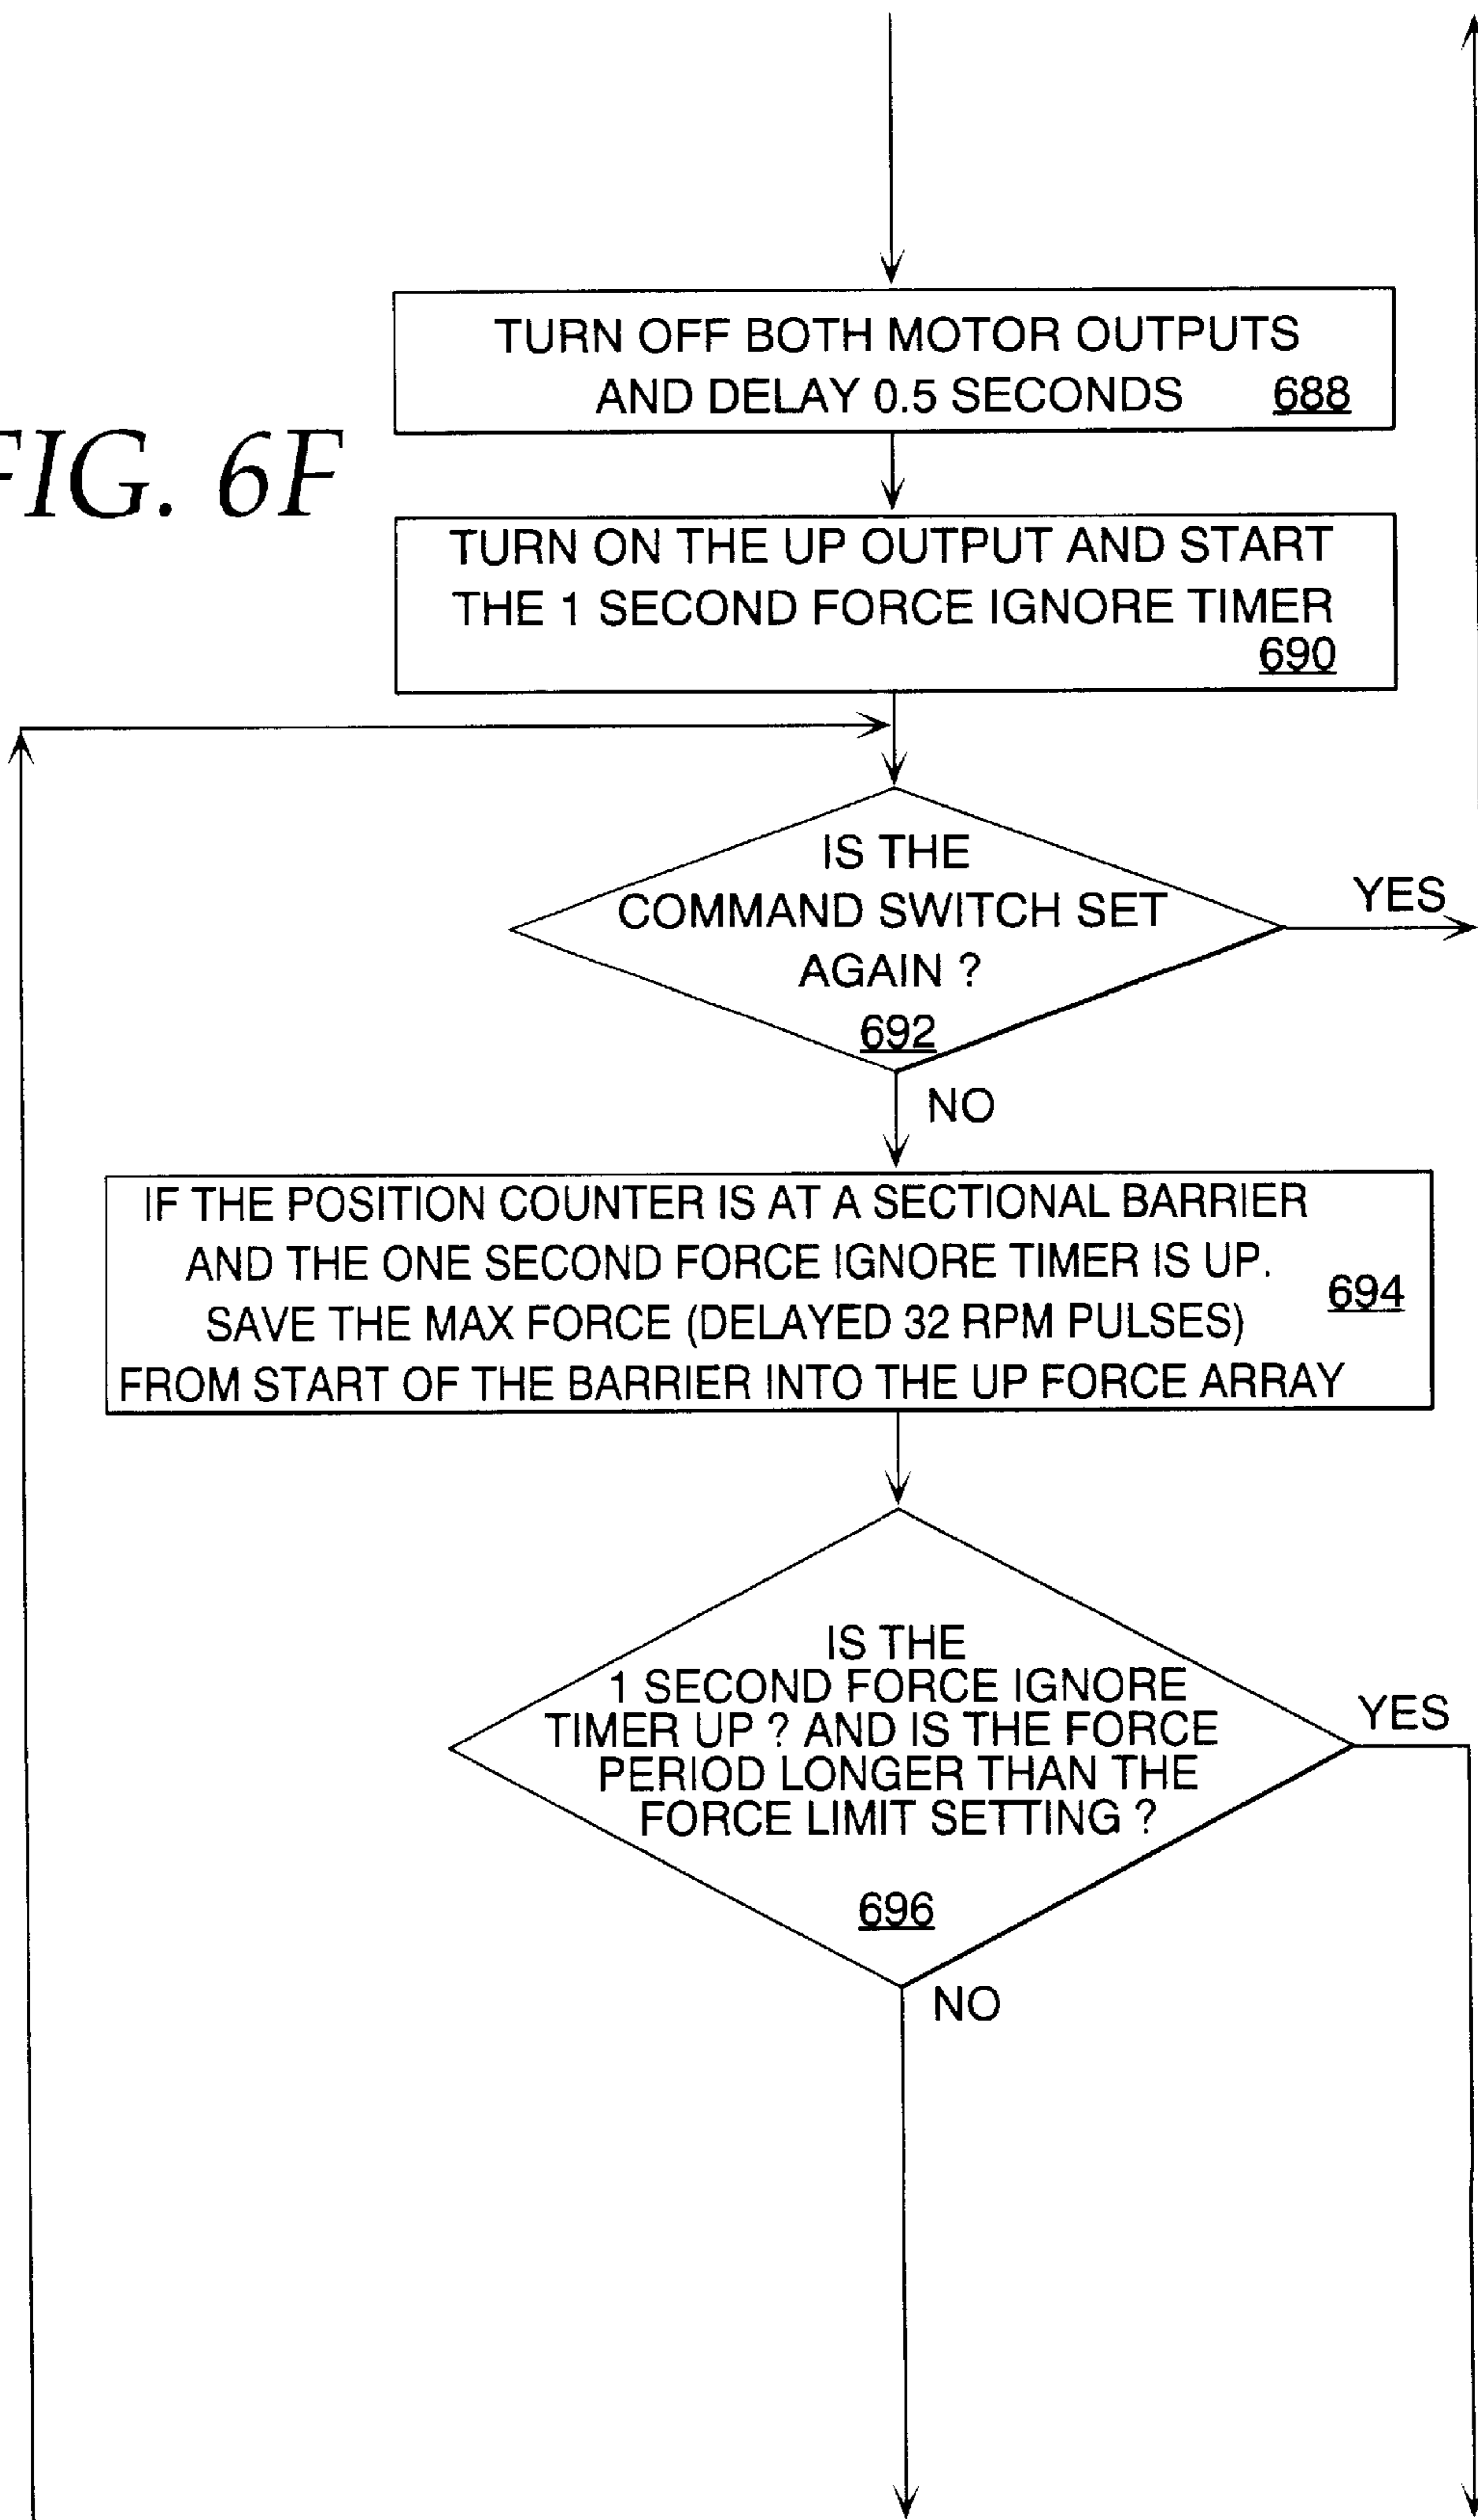 TURN OFF BOTH MOTOR OUTPUTS
AND DELAY 0.5 SECONDS 688
FIG. 6F
TURN ON THE UP OUTPUT AND START
THE 1 SECOND FORCE IGNORE TIMER
690
IS THE
COMMAND SWITCH SET
AGAIN ?
692
YES
NO
IF THE POSITION COUNTER IS AT A SECTIONAL BARRIER
AND THE ONE SECOND FORCE IGNORE TIMER IS UP.
SAVE THE MAX FORCE (DELAYED 32 RPM PULSES)
FROM START OF THE BARRIER INTO THE UP FORCE ARRAY
694
IS THE
1 SECOND FORCE IGNORE
TIMER UP ? AND IS THE FORCE
PERIOD LONGER THAN THE
FORCE LIMIT SETTING ?
696
YES
NO